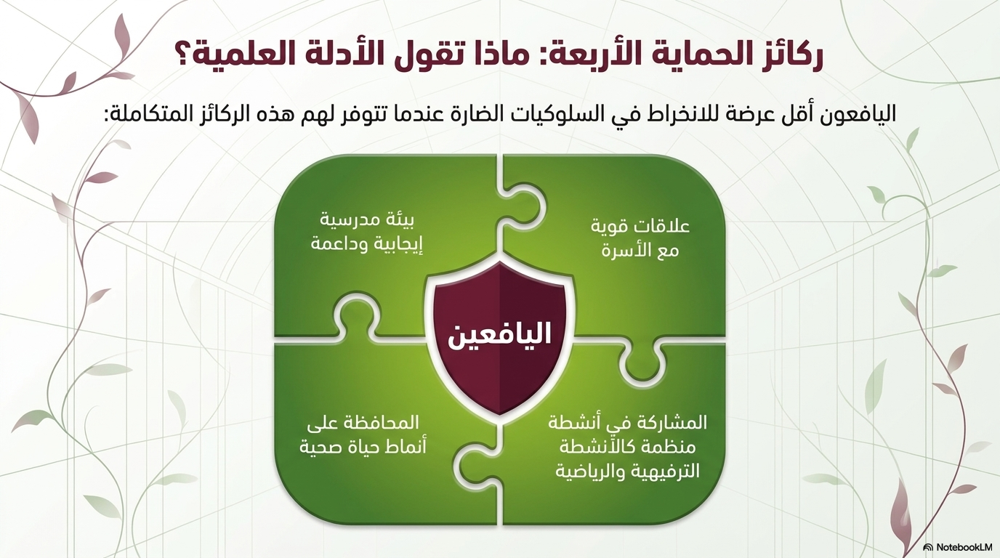 ركائز الحماية الأربعة: ماذا تقول الأدلة العلمية؟
اليافعون أقل عرضة للانخراط في السلوكيات الضارة عندما تتوفر لهم هذه الركائز المتكاملة:
علاقات قوية
مع الأسرة
بيئة مدرسية
إيجابية وداعمة
اليافعين
المشاركة في أنشطة
منظمة كالأنشطة
الترفيهية والرياضية
المحافظة على
أنماط حياة صحية
NotebookLM